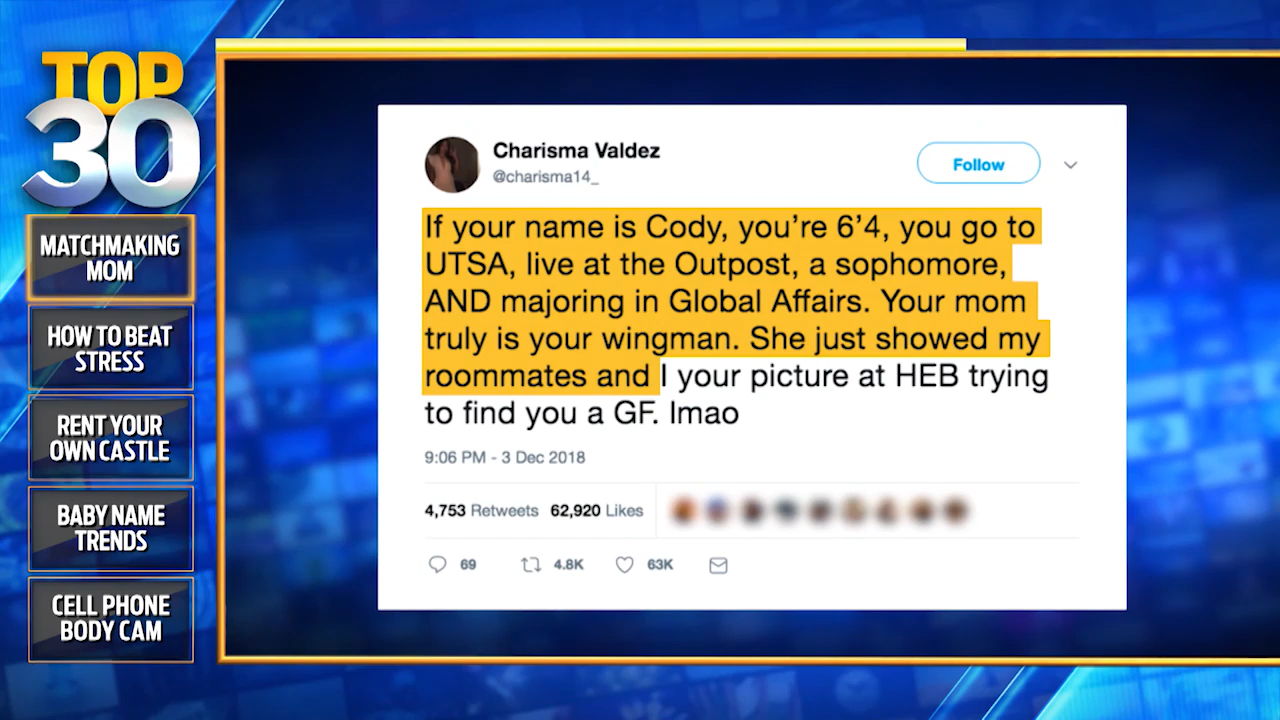 TOP
30
MATCHMAKING
MOM
HOW TO BEAT
STRESS
RENT YOUR
OWN CASTLE
BABY NAME
TRENDS
CELL PHONE
BODY CAM
Charisma Valdez
@charisma14_
Follow
If your name is Cody, you’re 6’4, you go to
UTSA, live at the Outpost, a sophomore,
AND majoring in Global Affairs. Your mom
truly is your wingman. She just showed my
roommates and I your picture at HEB trying
to find you a GF. lmao
9:06 PM - 3 Dec 2018
4,753 Retweets 62,920 Likes
69 4.8K 63K